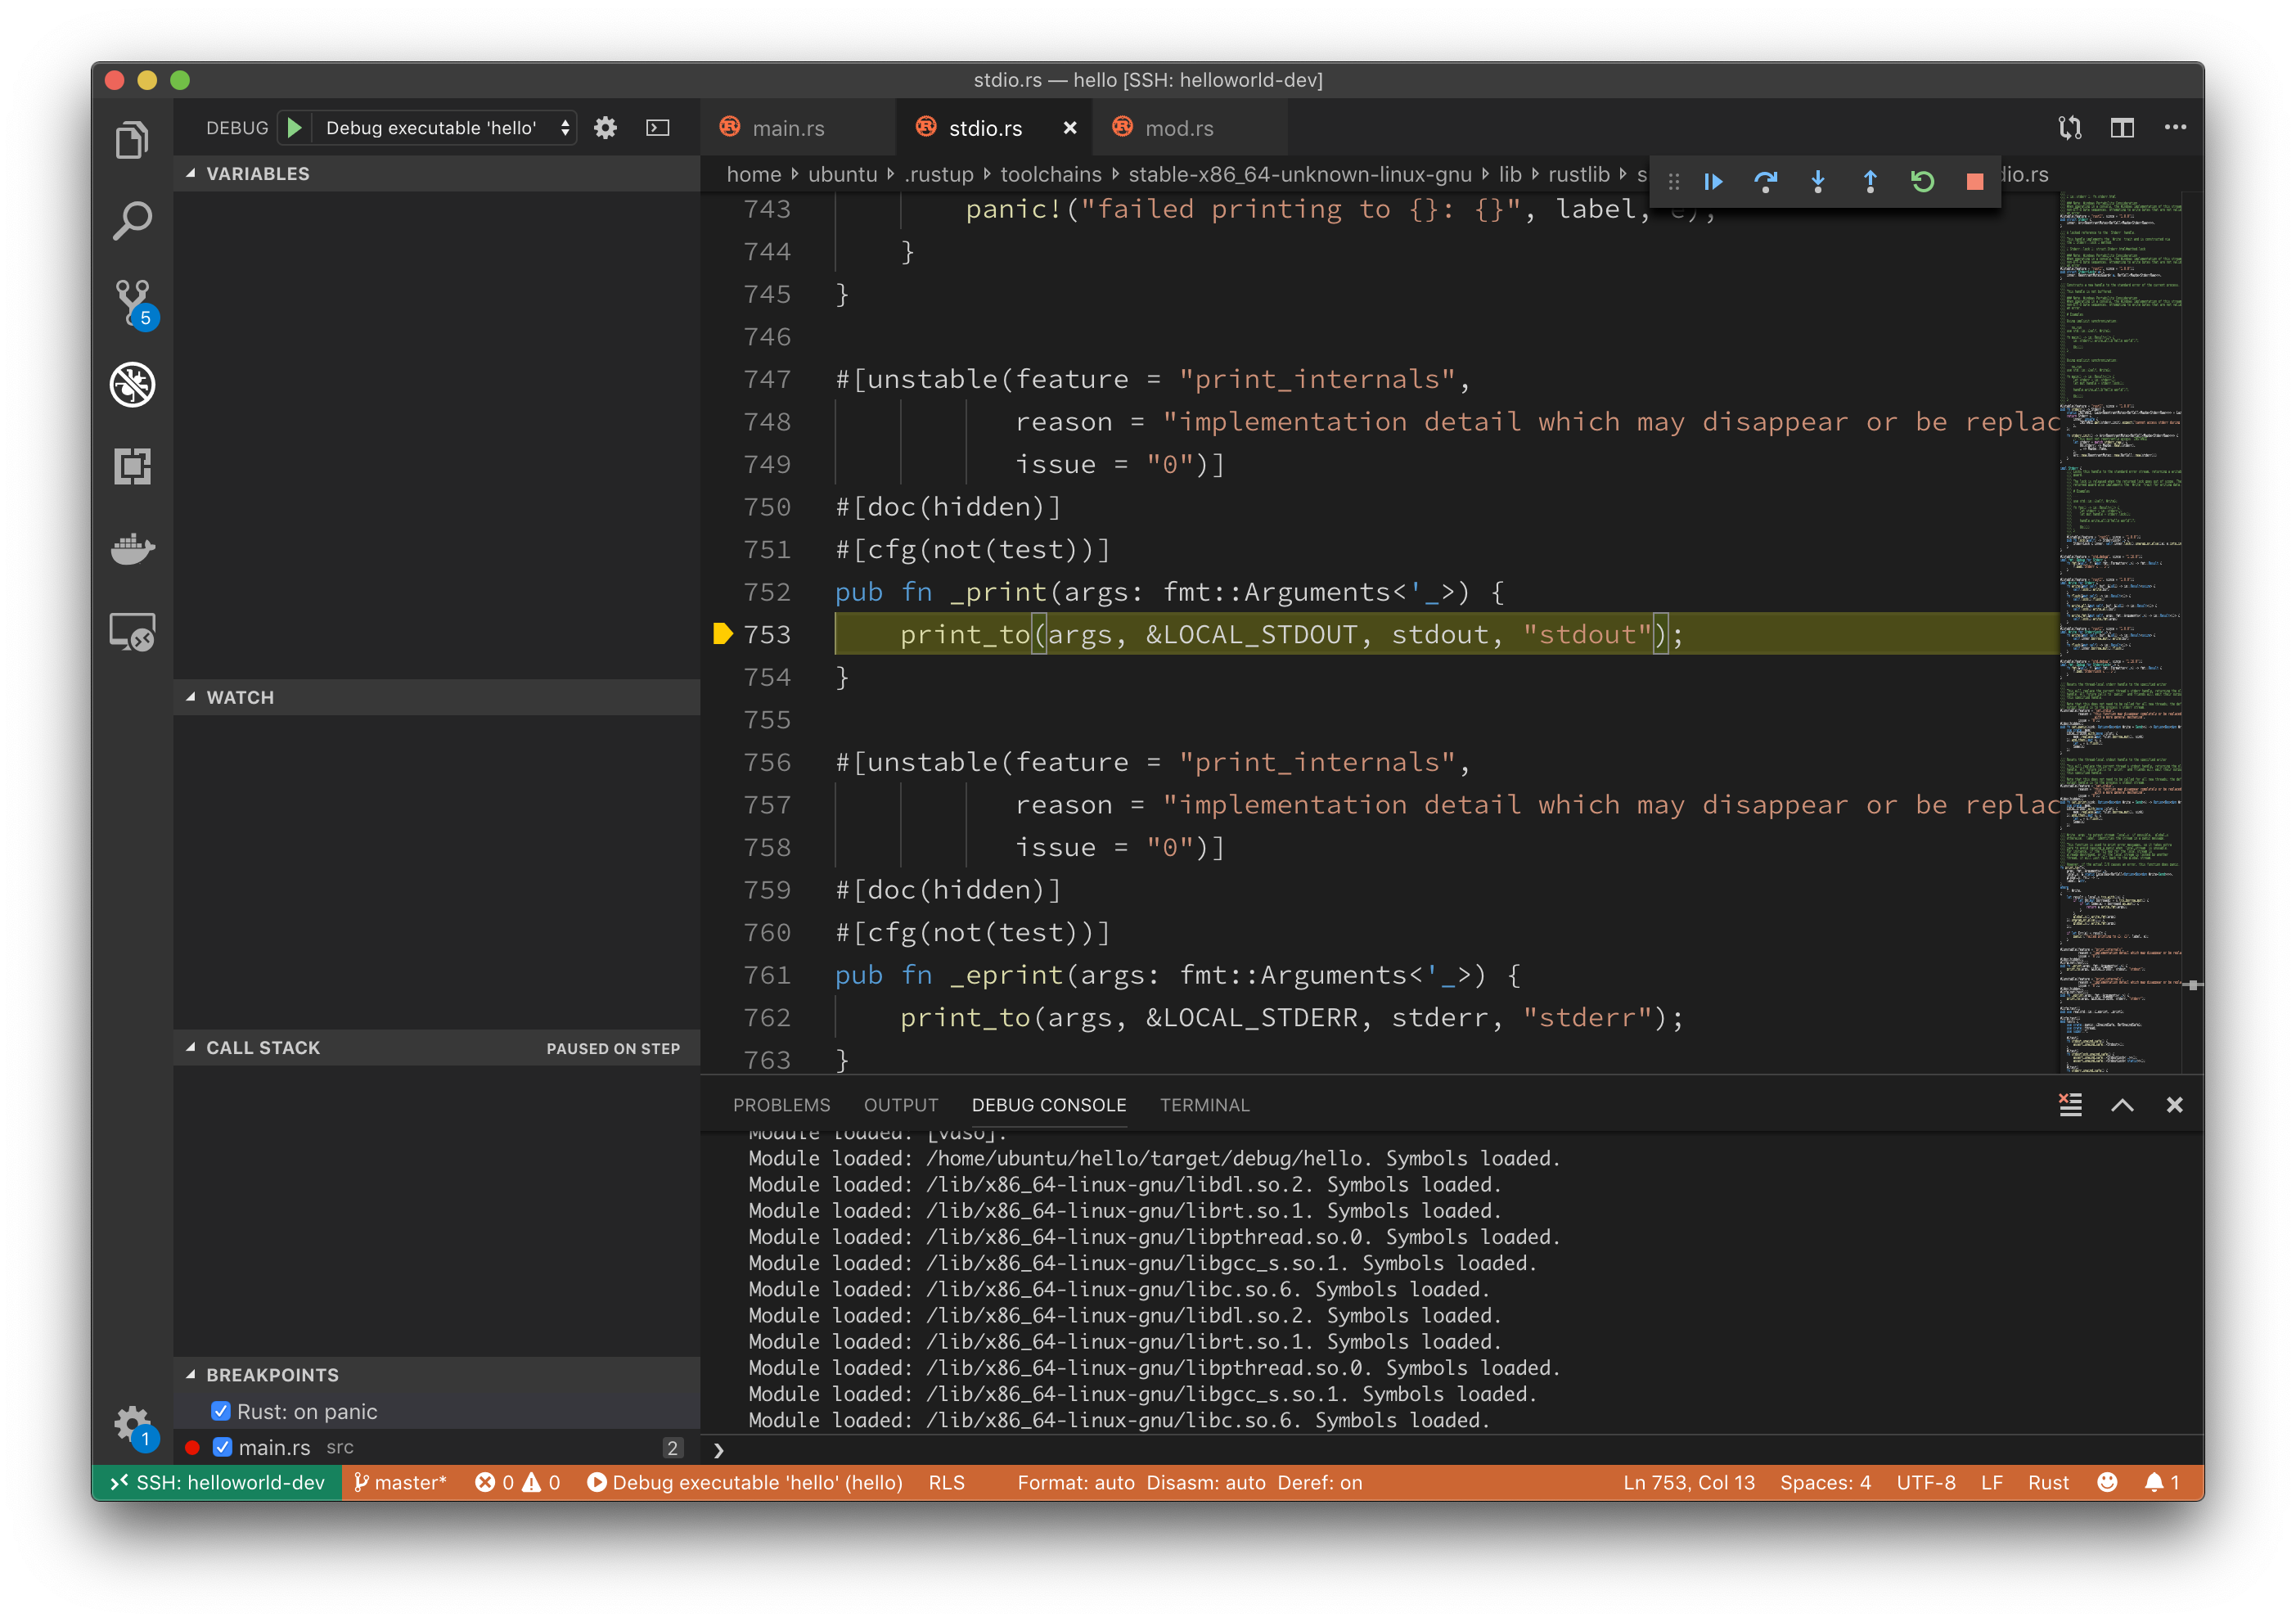 stdio.rs — hello [SSH: helloworld-dev]
DEBUG Debug executable 'hello'
main.rs stdio.rs mod.rs
home ubuntu .rustup toolchains stable-x86_64-unknown-linux-gnu lib rustlib s dio.rs
VARIABLES
743 panic!("failed printing to {}: {}", label, e);
744 }
745 }
746
747 #[unstable(feature = "print_internals",
748 reason = "implementation detail which may disappear or be replac
749 issue = "0")]
750 #[doc(hidden)]
751 #[cfg(not(test))]
752 pub fn _print(args: fmt::Arguments<'_>) {
753 print_to(args, &LOCAL_STDOUT, stdout, "stdout");
754 }
755
756 #[unstable(feature = "print_internals",
757 reason = "implementation detail which may disappear or be replac
758 issue = "0")]
759 #[doc(hidden)]
760 #[cfg(not(test))]
761 pub fn _eprint(args: fmt::Arguments<'_>) {
762 print_to(args, &LOCAL_STDERR, stderr, "stderr");
763 }
5
WATCH
CALL STACK PAUSED ON STEP
BREAKPOINTS
Rust: on panic
main.rs src 2
1
PROBLEMS OUTPUT DEBUG CONSOLE TERMINAL
Module loaded: [vdso].
Module loaded: /home/ubuntu/hello/target/debug/hello. Symbols loaded.
Module loaded: /lib/x86_64-linux-gnu/libdl.so.2. Symbols loaded.
Module loaded: /lib/x86_64-linux-gnu/librt.so.1. Symbols loaded.
Module loaded: /lib/x86_64-linux-gnu/libpthread.so.0. Symbols loaded.
Module loaded: /lib/x86_64-linux-gnu/libgcc_s.so.1. Symbols loaded.
Module loaded: /lib/x86_64-linux-gnu/libc.so.6. Symbols loaded.
Module loaded: /lib/x86_64-linux-gnu/libdl.so.2. Symbols loaded.
Module loaded: /lib/x86_64-linux-gnu/librt.so.1. Symbols loaded.
Module loaded: /lib/x86_64-linux-gnu/libpthread.so.0. Symbols loaded.
Module loaded: /lib/x86_64-linux-gnu/libgcc_s.so.1. Symbols loaded.
Module loaded: /lib/x86_64-linux-gnu/libc.so.6. Symbols loaded.
SSH: helloworld-dev master* 0 0 Debug executable 'hello' (hello) RLS Format: auto Disasm: auto Deref: on Ln 753, Col 13 Spaces: 4 UTF-8 LF Rust 1